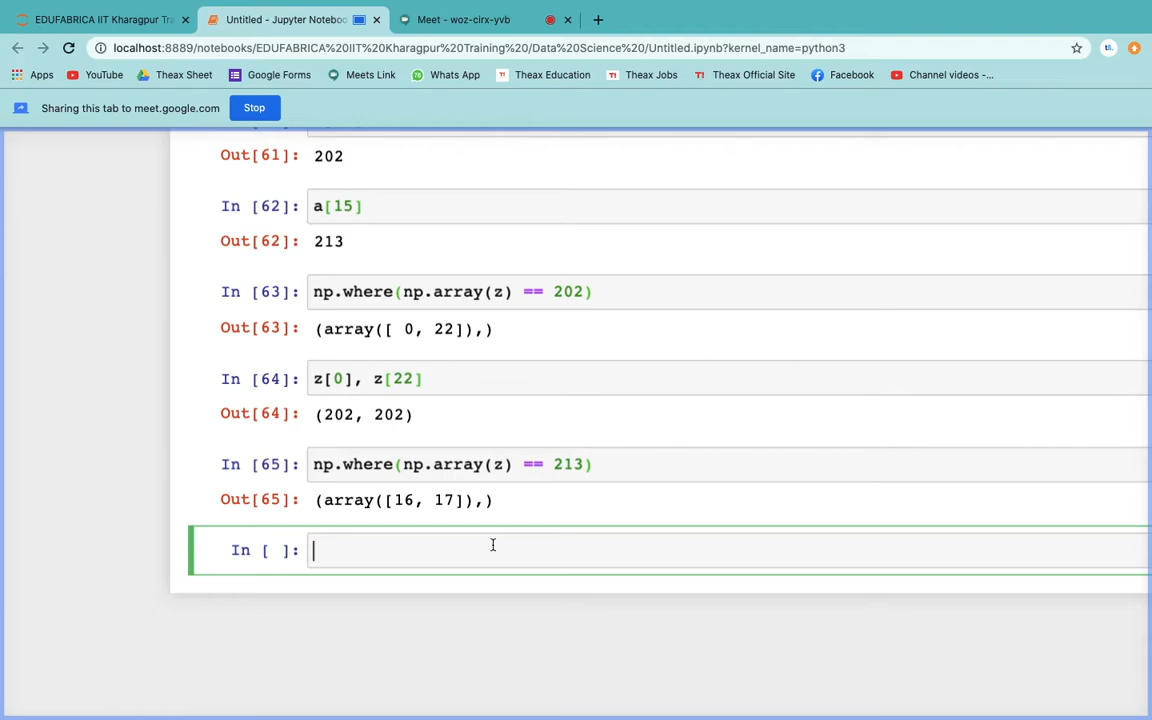 EDUFABRICA IIT Kharagpur Tra
Untitled - Jupyter Noteboo
Meet - woz-cirx-yvb
localhost:8889/notebooks/EDUFABRICA%20IIT%20Kharagpur%20Training%20/Data%20Science%20/Untitled.ipynb?kernel_name=python3
Apps YouTube Theax Sheet Google Forms Meets Link Whats App Theax Education Theax Jobs Theax Official Site Facebook Channel videos -...
Sharing this tab to meet.google.com Stop
Out[61]: 202
In [62]: a[15]
Out[62]: 213
In [63]: np.where(np.array(z) == 202)
Out[63]: (array([ 0, 22]),)
In [64]: z[0], z[22]
Out[64]: (202, 202)
In [65]: np.where(np.array(z) == 213)
Out[65]: (array([16, 17]),)
In [ ]: